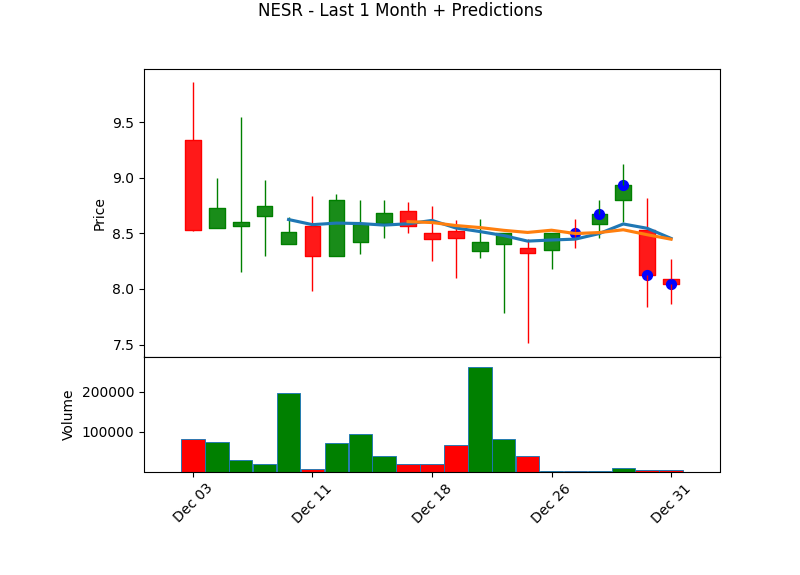 NESR - Last 1 Month + Predictions
9.5
9.0
8.5
8.0
7.5
Price
200000
100000
Volume
Dec 03
Dec 11
Dec 18
Dec 26
Dec 31